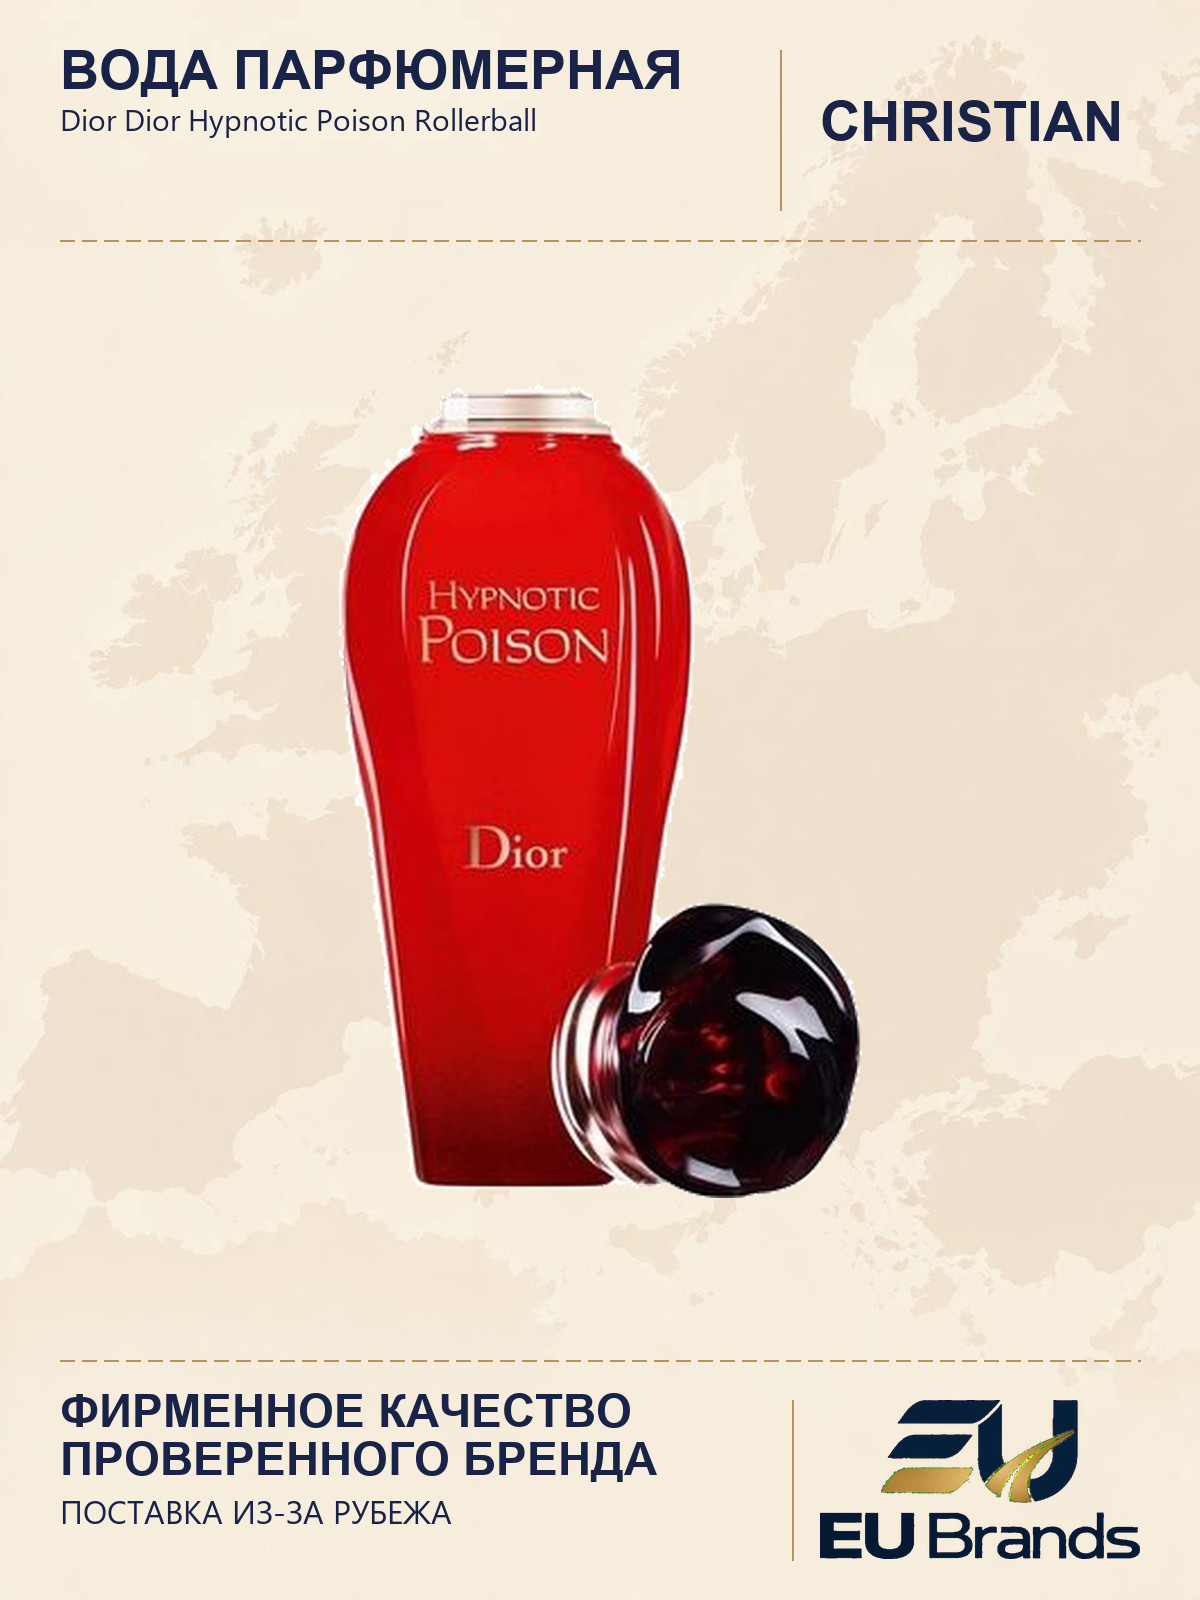 ВОДА ПАРФЮМЕРНАЯ
Dior Dior Hypnotic Poison Rollerball
CHRISTIAN
HYPNOTIC
POISON
Dior
ФИРМЕННОЕ КАЧЕСТВО
ПРОВЕРЕННОГО БРЕНДА
ПОСТАВКА ИЗ-ЗА РУБЕЖА
EU
EU Brands